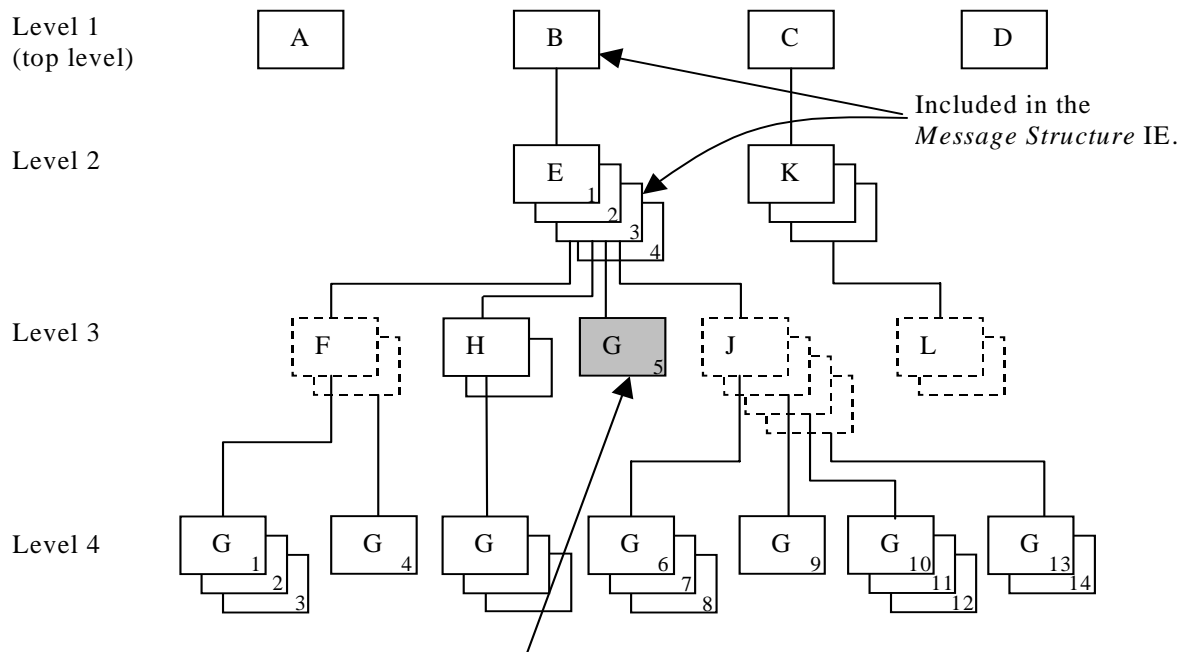 Level 1
(top level)
A
B
C
D
Included in the
Message Structure IE.
Level 2
E
1
2
3
4
K
Level 3
F
H
G
5
J
L
Level 4
G
1
2
3
G
4
G
G
6
7
8
G
9
G
10
11
12
G
13
14